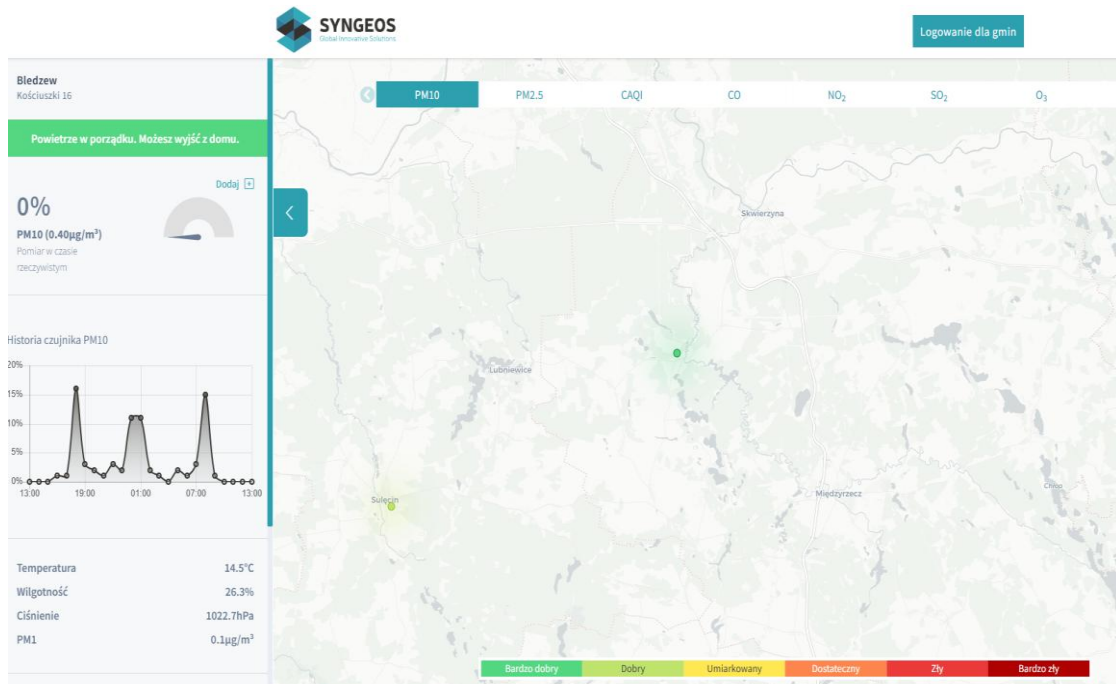 SYNGEOS
Global Innovative Solutions
Logowanie dla gmin
Bledzew
Kościuszki 16
Powietrze w porządku. Możesz wyjść z domu.
Dodaj
0%
PM10 (0.40µg/m³)
Pomiar w czasie
rzeczywistym
Historia czujnika PM10
20%
15%
10%
5%
0%
13:00 19:00 01:00 07:00 13:00
Temperatura 14.5°C
Wilgotność 26.3%
Ciśnienie 1022.7hPa
PM1 0.1µg/m³
PM10 PM2.5 CAQI CO NO₂ SO₂ O₃
Skwierzyna
Lubniewice
Sulęcin
Międzyrzecz
Bardzo dobry Dobry Umiarkowany Dostateczny Zły Bardzo zły